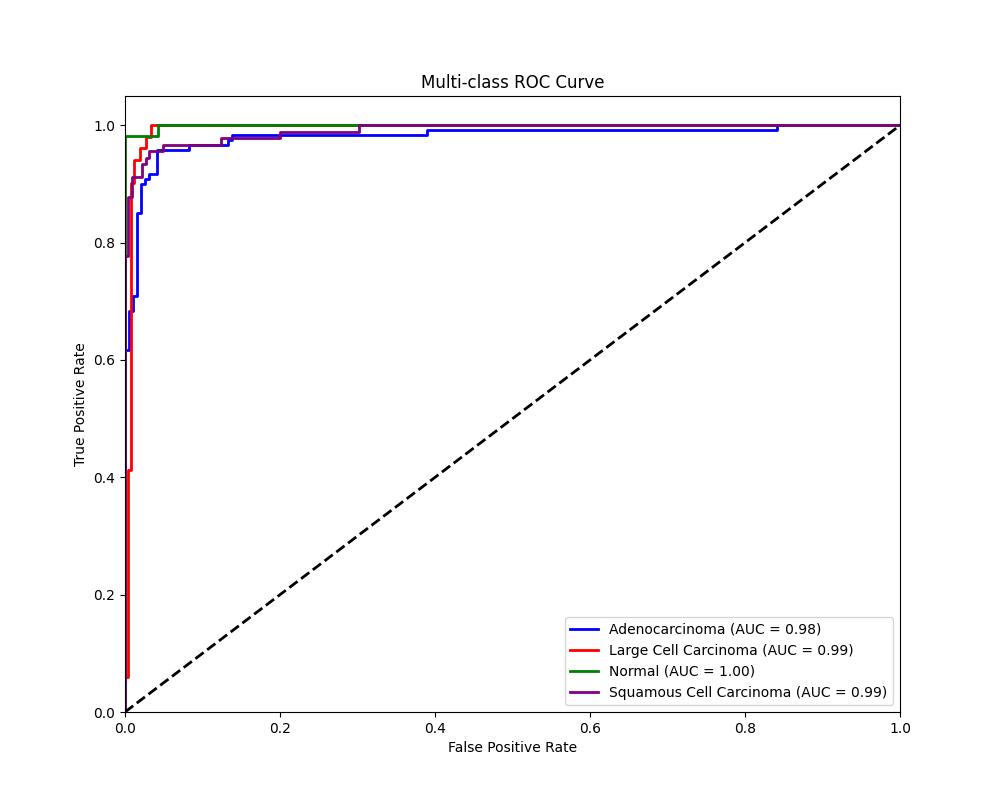 Multi-class ROC Curve
True Positive Rate
1.0
0.8
0.6
0.4
0.2
0.0
0.0 0.2 0.4 0.6 0.8 1.0
False Positive Rate
Adenocarcinoma (AUC = 0.98)
Large Cell Carcinoma (AUC = 0.99)
Normal (AUC = 1.00)
Squamous Cell Carcinoma (AUC = 0.99)